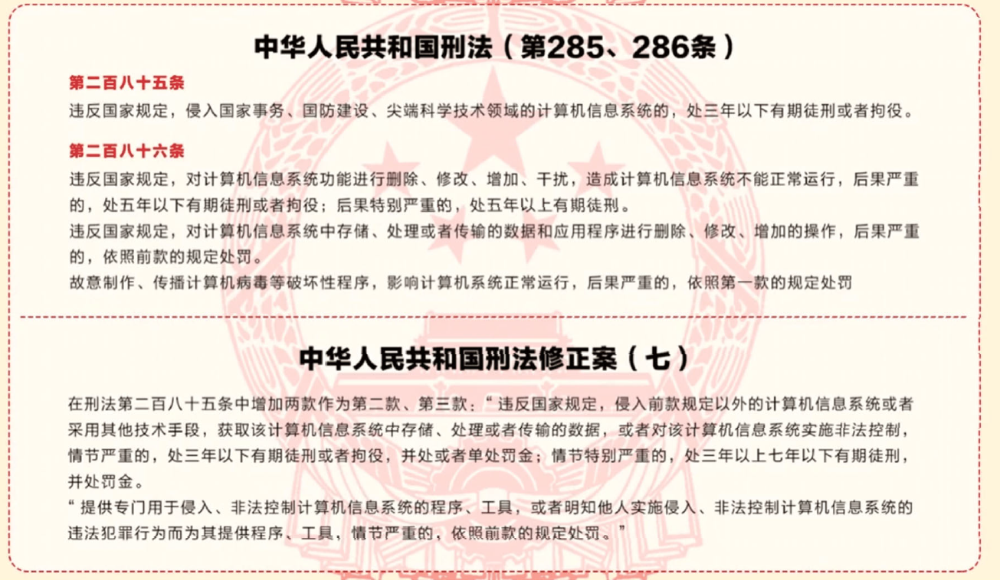 中华人民共和国刑法（第285、286条）
第二百八十五条
违反国家规定，侵入国家事务、国防建设、尖端科学技术领域的计算机信息系统的，处三年以下有期徒刑或者拘役。
第二百八十六条
违反国家规定，对计算机信息系统功能进行删除、修改、增加、干扰，造成计算机信息系统不能正常运行，后果严重
的，处五年以下有期徒刑或者拘役；后果特别严重的，处五年以上有期徒刑。
违反国家规定，对计算机信息系统中存储、处理或者传输的数据和应用程序进行删除、修改、增加的操作，后果严重
的，依照前款的规定处罚。
故意制作、传播计算机病毒等破坏性程序，影响计算机系统正常运行，后果严重的，依照第一款的规定处罚
中华人民共和国刑法修正案（七）
在刑法第二百八十五条中增加两款作为第二款、第三款：“违反国家规定，侵入前款规定以外的计算机信息系统或者
采用其他技术手段，获取该计算机信息系统中存储、处理或者传输的数据，或者对该计算机信息系统实施非法控制，
情节严重的，处三年以下有期徒刑或者拘役，并处或者单处罚金；情节特别严重的，处三年以上七年以下有期徒刑，
并处罚金。
“提供专门用于侵入、非法控制计算机信息系统的程序、工具，或者明知他人实施侵入、非法控制计算机信息系统的
违法犯罪行为而为其提供程序、工具，情节严重的，依照前款的规定处罚。”